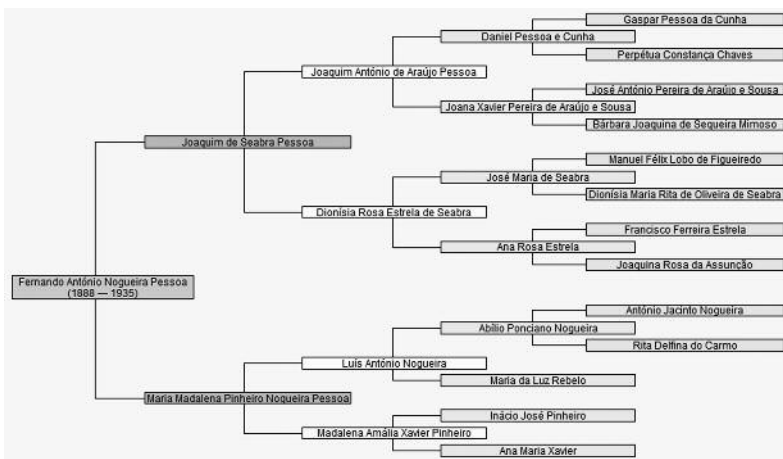 Gaspar Pessoa da Cunha
Daniel Pessoa e Cunha
Perpétua Constança Chaves
Joaquim António de Araújo Pessoa
José António Pereira de Araújo e Sousa
Joana Xavier Pereira de Araújo e Sousa
Bárbara Joaquina de Sequeira Mimoso
Joaquim de Seabra Pessoa
Manuel Félix Lobo de Figueiredo
José Maria de Seabra
Dionísia Maria Rita de Oliveira de Seabra
Dionísia Rosa Estrela de Seabra
Francisco Ferreira Estrela
Ana Rosa Estrela
Joaquina Rosa da Assunção
Fernando António Nogueira Pessoa
(1888 — 1935)
António Jacinto Nogueira
Abílio Ponciano Nogueira
Rita Delfina do Carmo
Luís António Nogueira
Maria da Luz Rebelo
Maria Madalena Pinheiro Nogueira Pessoa
Inácio José Pinheiro
Madalena Amália Xavier Pinheiro
Ana Maria Xavier